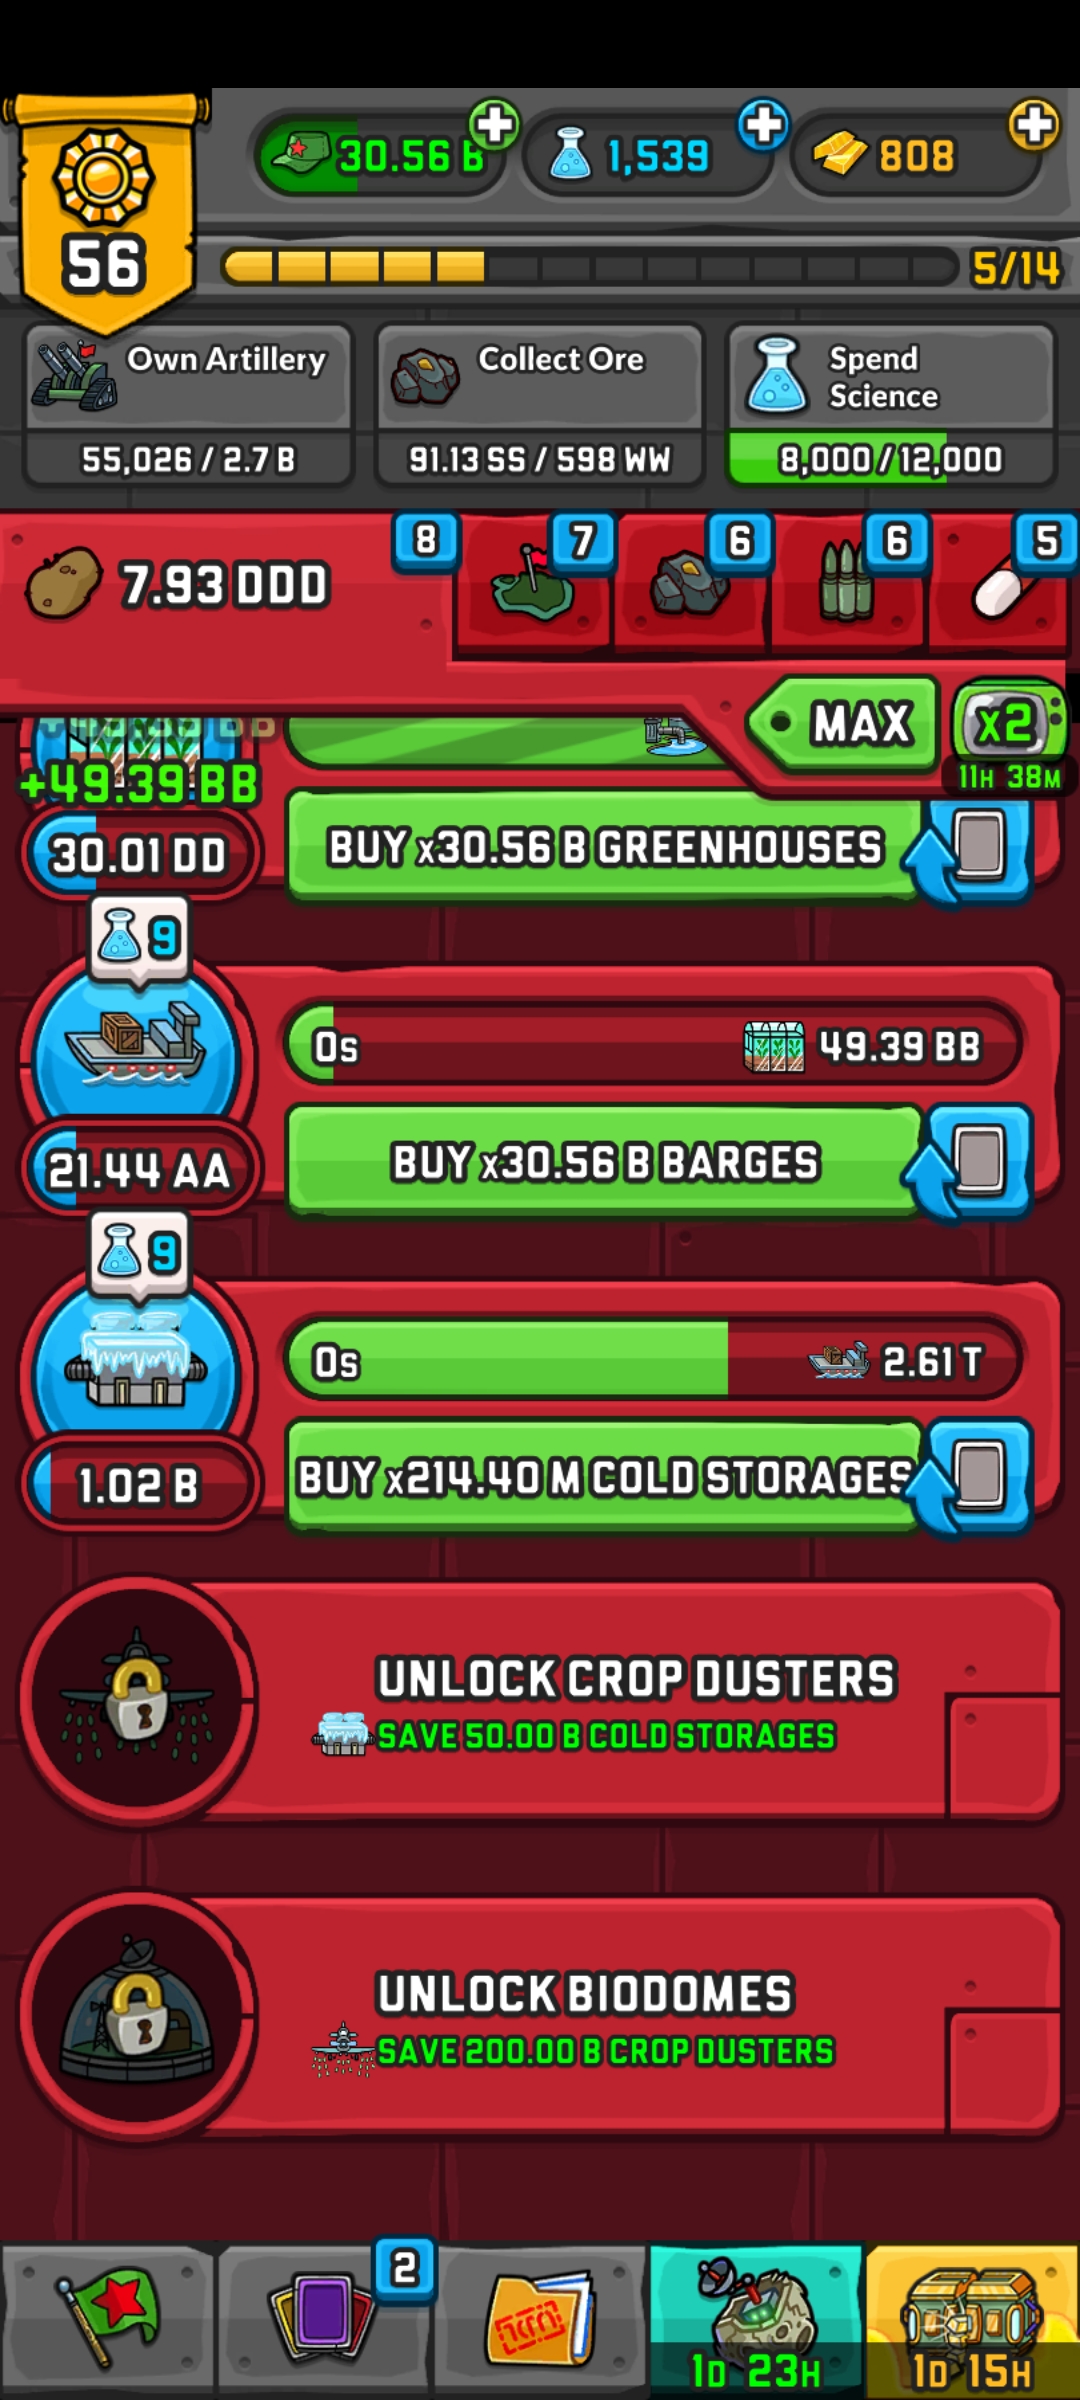 30.56 B
1,539
808
56
5/14
Own Artillery
55,026 / 2.7 B
Collect Ore
91.13 SS / 598 WW
Spend
Science
8,000 / 12,000
7.93 DDD
8
7
6
6
5
MAX
x2
11H 38M
+49.39 BB
30.01 DD
BUY x30.56 B GREENHOUSES
9
0s
49.39 BB
21.44 AA
BUY x30.56 B BARGES
9
0s
2.61 T
1.02 B
BUY x214.40 M COLD STORAGES
UNLOCK CROP DUSTERS
SAVE 50.00 B COLD STORAGES
UNLOCK BIODOMES
SAVE 200.00 B CROP DUSTERS
2
1D 23H
1D 15H